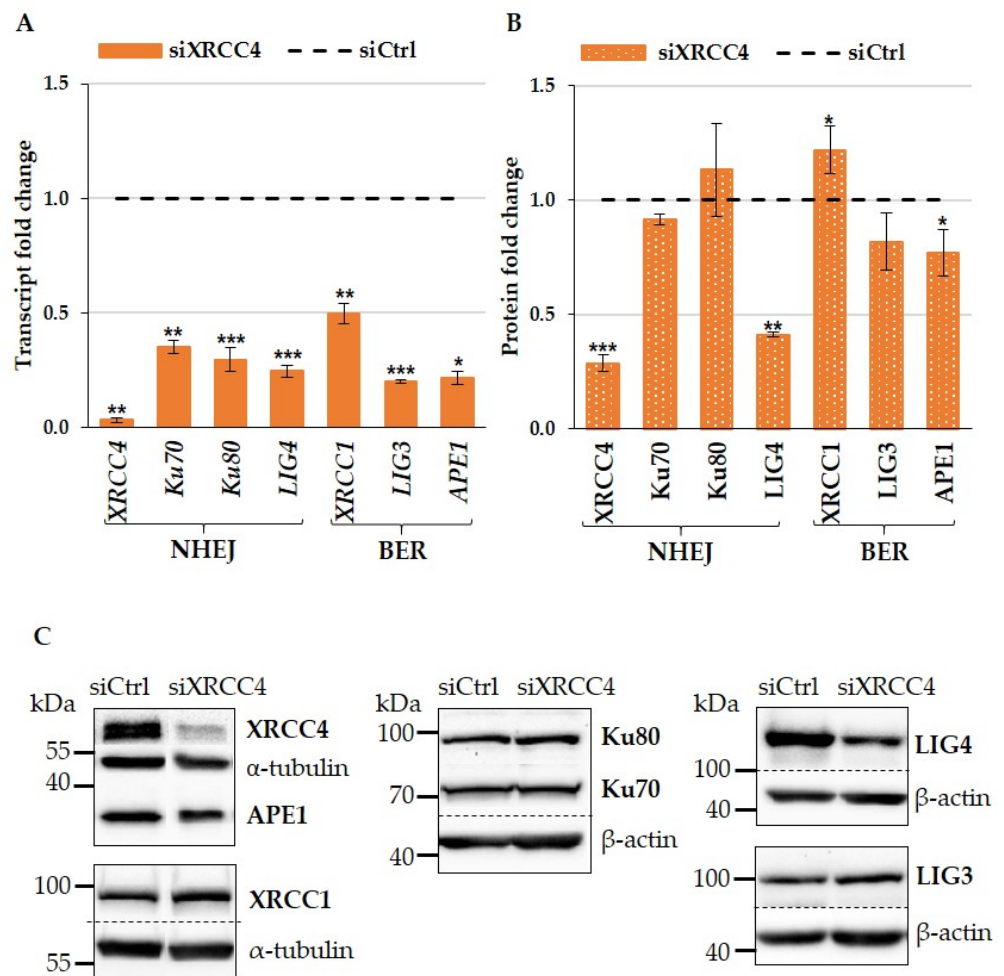 A
B
siXRCC4
siCtrl
siXRCC4
siCtrl
Transcript fold change
1.5
1.0
0.5
0.0
**
**
***
***
**
***
*
XRCC4
Ku70
Ku80
LIG4
XRCC1
LIG3
APE1
NHEJ
BER
Protein fold change
1.5
1.0
0.5
0.0
***
**
*
*
XRCC4
Ku70
Ku80
LIG4
XRCC1
LIG3
APE1
NHEJ
BER
C
kDa
siCtrl
siXRCC4
55
40
XRCC4
α-tubulin
APE1
100
55
XRCC1
α-tubulin
kDa
siCtrl
siXRCC4
100
70
40
Ku80
Ku70
β-actin
kDa
siCtrl
siXRCC4
100
40
LIG4
β-actin
100
40
LIG3
β-actin